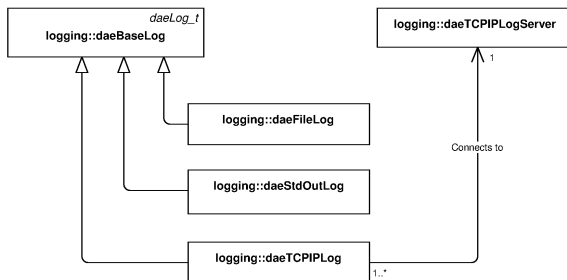 daeLog_t
logging::daeBaseLog
logging::daeTCPIPLogServer
1
logging::daeFileLog
Connects to
logging::daeStdOutLog
logging::daeTCPIPLog
1..*